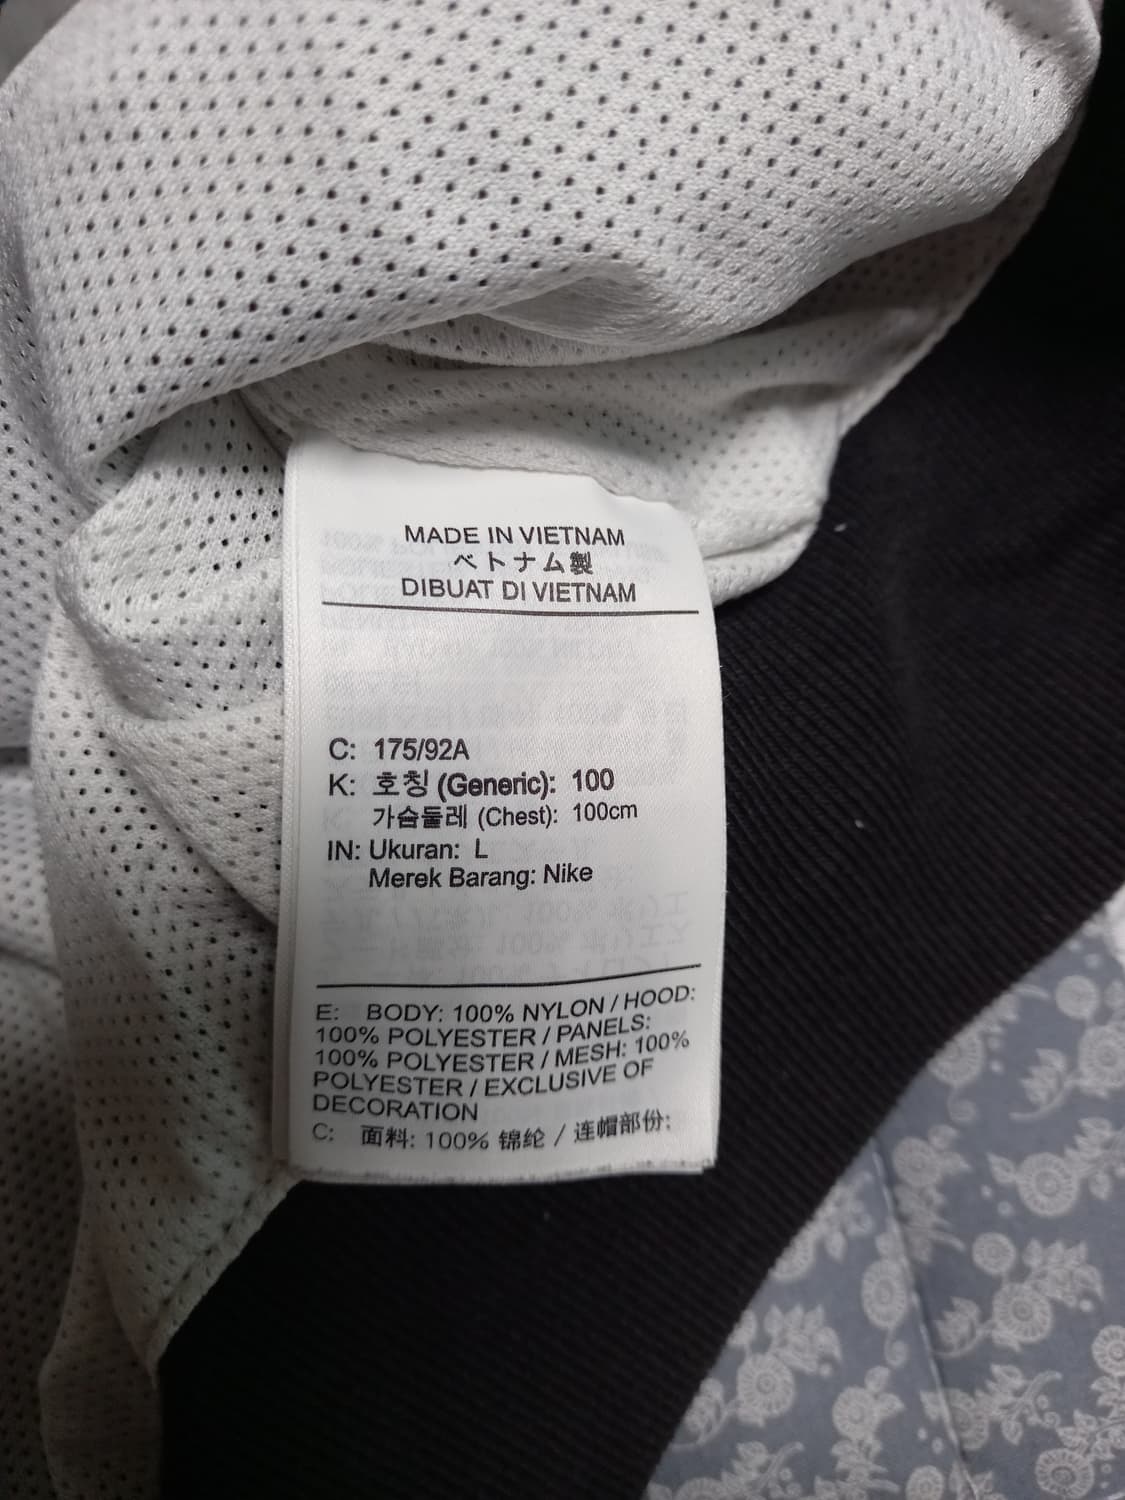 MADE IN VIETNAM
ベトナム製
DIBUAT DI VIETNAM
C: 175/92A
K: 호칭 (Generic): 100
가슴둘레 (Chest): 100cm
IN: Ukuran: L
Merek Barang: Nike
E: BODY: 100% NYLON / HOOD:
100% POLYESTER / PANELS:
100% POLYESTER / MESH: 100%
POLYESTER / EXCLUSIVE OF
DECORATION
C: 面料: 100% 锦纶 / 连帽部份: